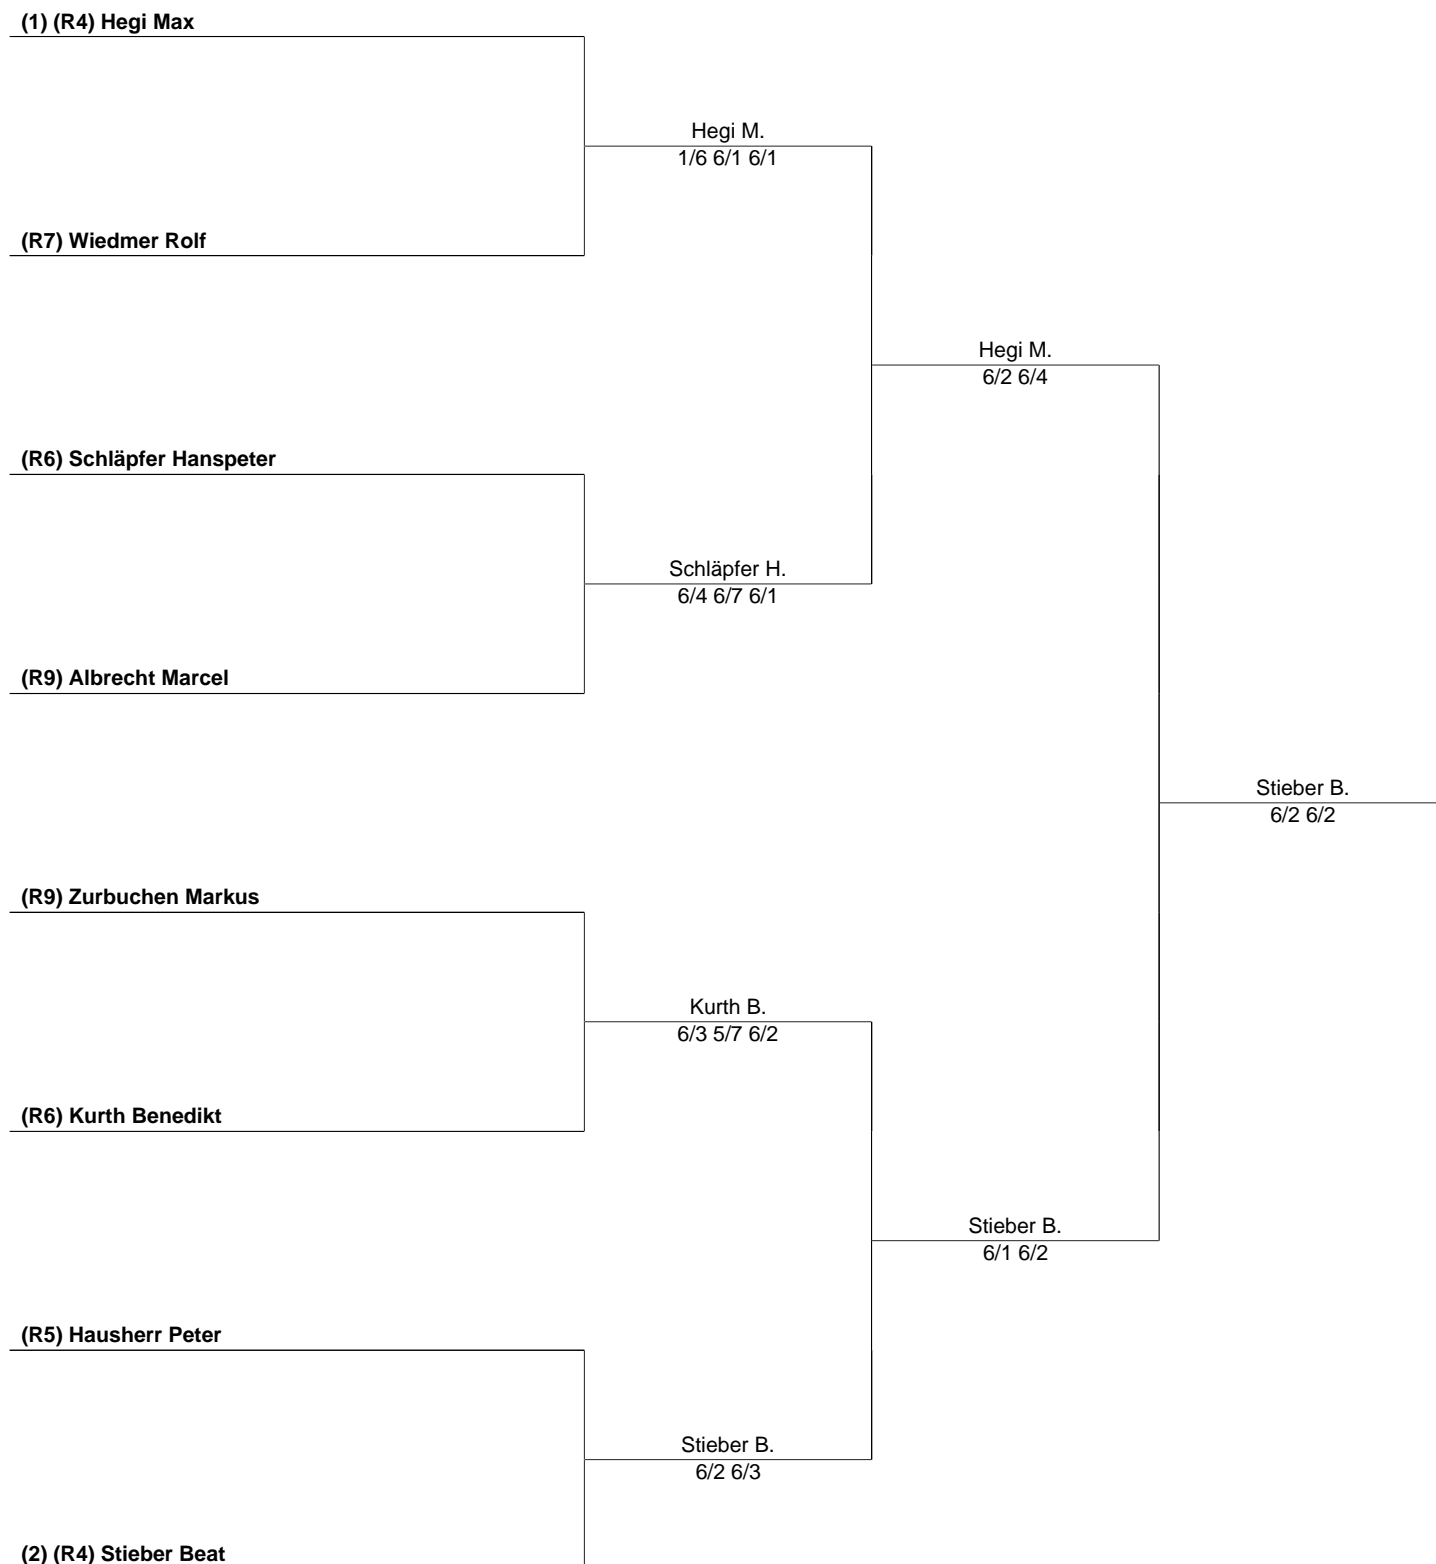 (1) (R4) Hegi Max
Hegi M.
1/6 6/1 6/1
(R7) Wiedmer Rolf
Hegi M.
6/2 6/4
(R6) Schläpfer Hanspeter
Schläpfer H.
6/4 6/7 6/1
(R9) Albrecht Marcel
Stieber B.
6/2 6/2
(R9) Zurbuchen Markus
Kurth B.
6/3 5/7 6/2
(R6) Kurth Benedikt
Stieber B.
6/1 6/2
(R5) Hausherr Peter
Stieber B.
6/2 6/3
(2) (R4) Stieber Beat